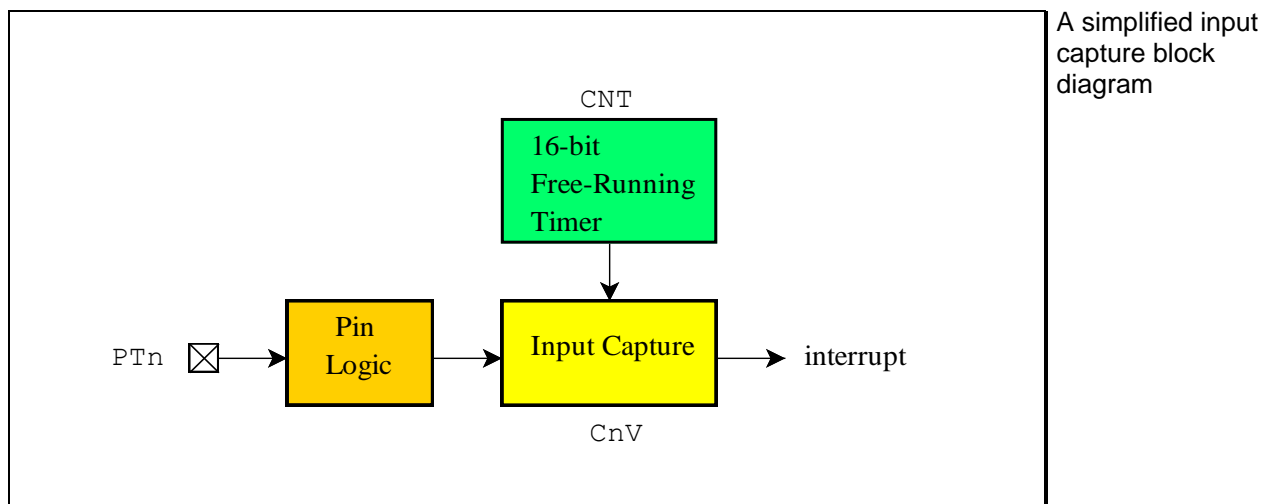 A simplified input
capture block
diagram
CNT
16-bit
Free-Running
Timer
PTn
Pin
Logic
Input Capture
interrupt
CnV